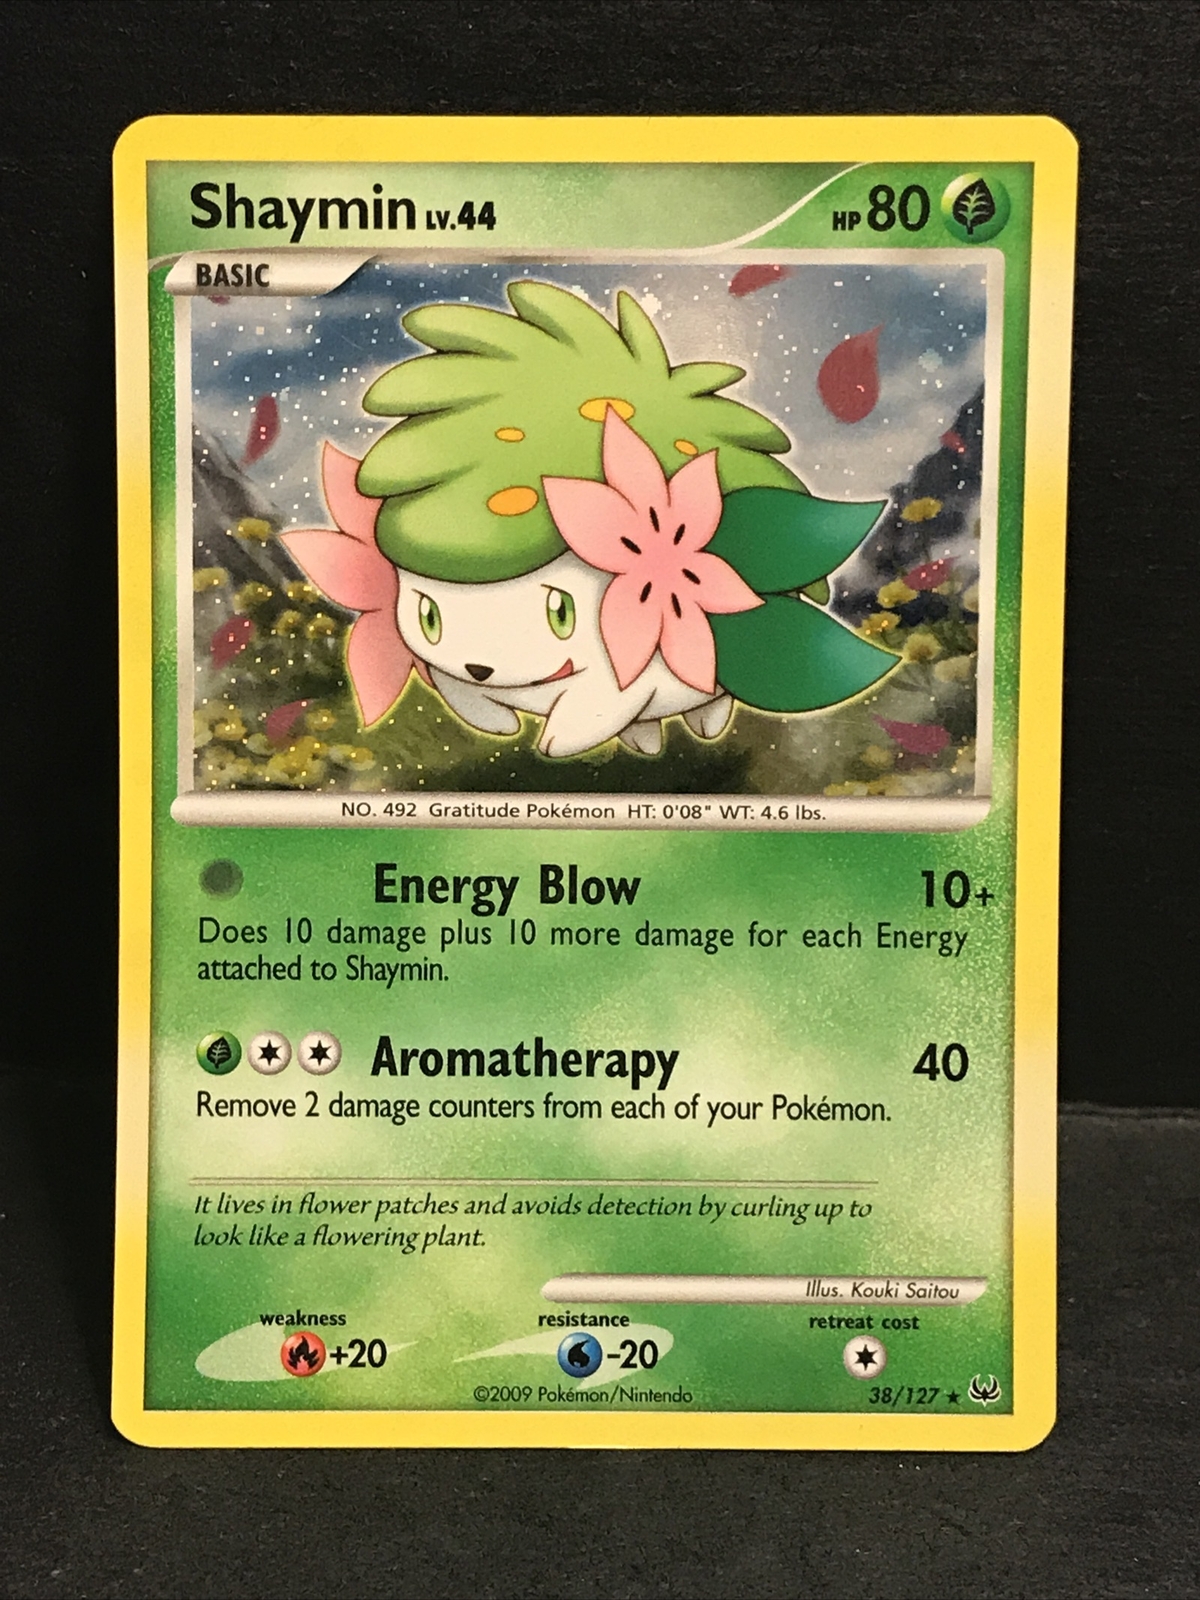 Shaymin LV.44 HP 80
BASIC
NO. 492 Gratitude Pokémon HT: 0'08" WT: 4.6 lbs.
Energy Blow 10+
Does 10 damage plus 10 more damage for each Energy
attached to Shaymin.
Aromatherapy 40
Remove 2 damage counters from each of your Pokémon.
It lives in flower patches and avoids detection by curling up to
look like a flowering plant.
Illus. Kouki Saitou
weakness resistance retreat cost
+20 -20
©2009 Pokémon/Nintendo 38/127 ★